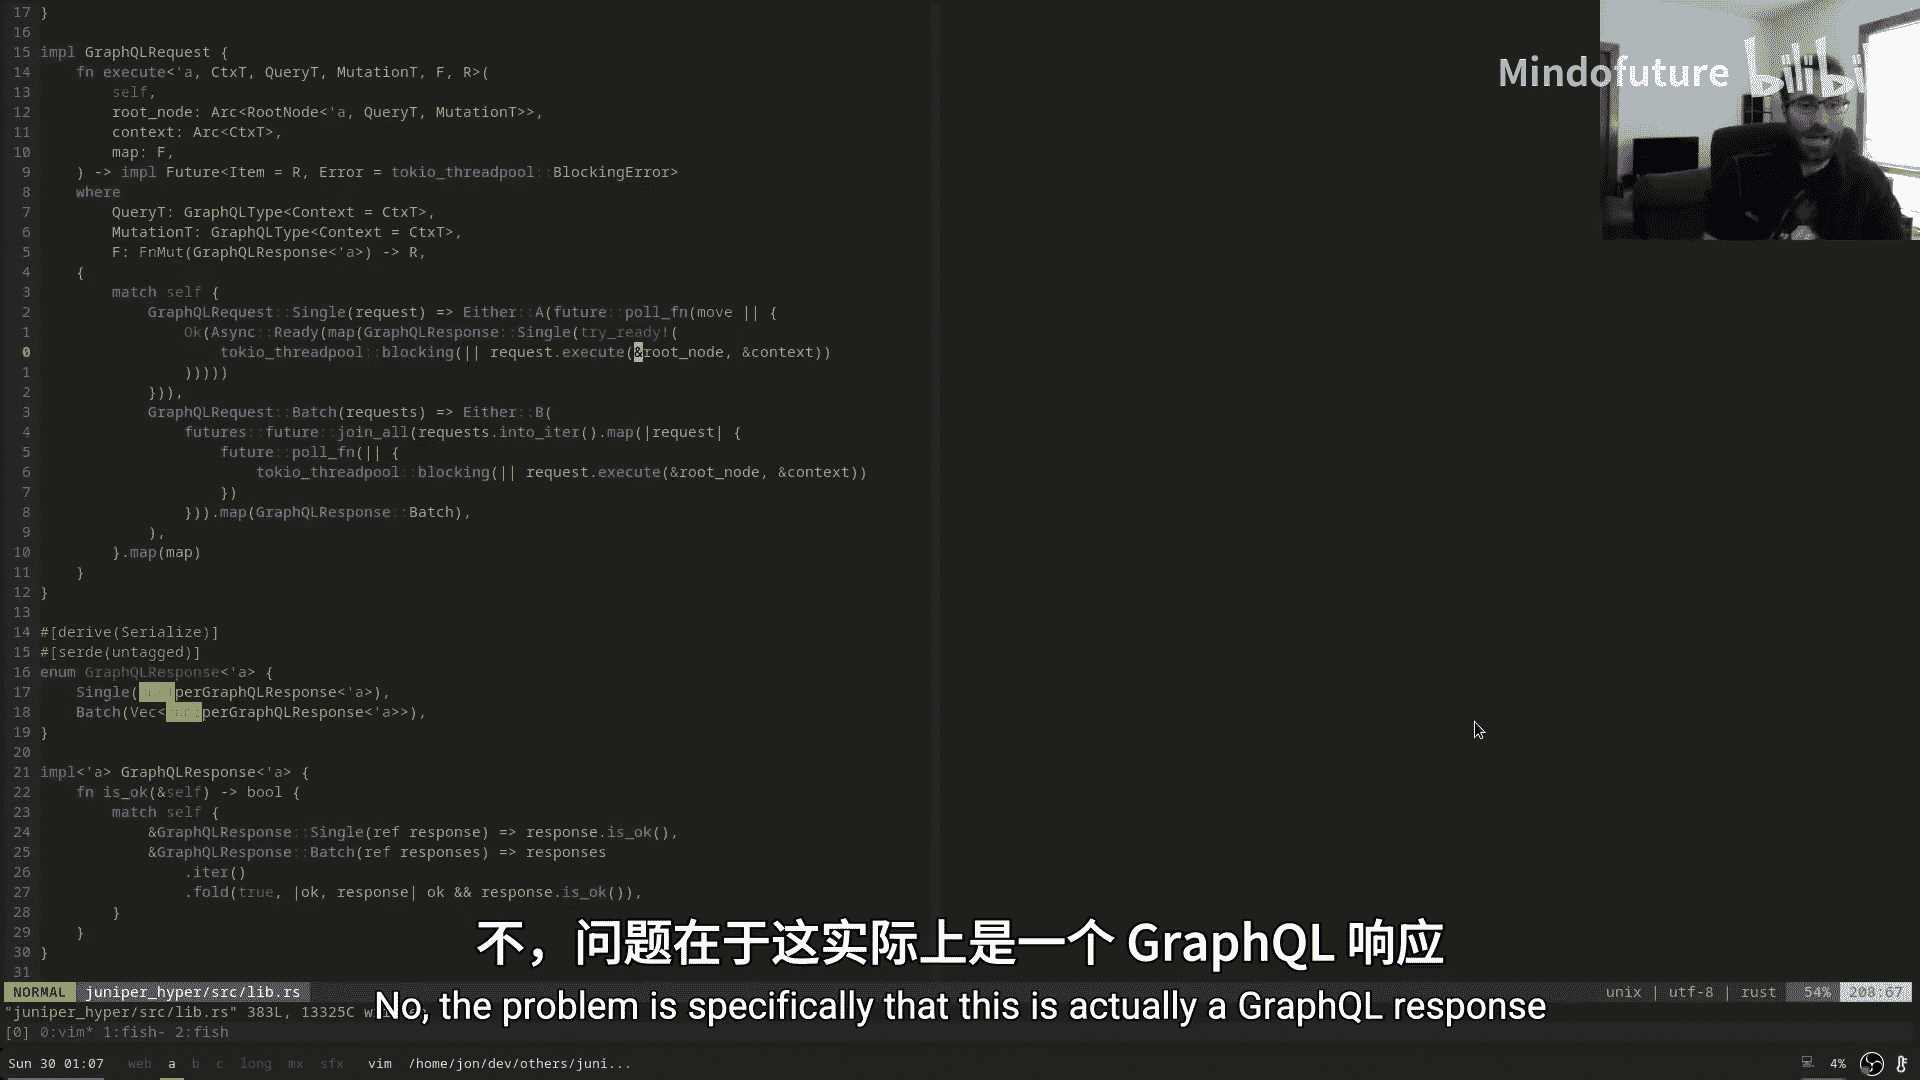 17 }
16
15 impl GraphQLRequest {
14     fn execute<'a, CtxT, QueryT, MutationT, F, R>(
13         self,
12         root_node: Arc<RootNode<'a, QueryT, MutationT>>,
11         context: Arc<CtxT>,
10         map: F,
9     ) -> impl Future<Item = R, Error = tokio_threadpool::BlockingError>
8     where
7         QueryT: GraphQLType<Context = CtxT>,
6         MutationT: GraphQLType<Context = CtxT>,
5         F: FnMut(GraphQLResponse<'a>) -> R,
4     {
3         match self {
2             GraphQLRequest::Single(request) => Either::A(future::poll_fn(move || {
1                 Ok(Async::Ready(map(GraphQLResponse::Single(try_ready!(
0                     tokio_threadpool::blocking(|| request.execute(&root_node, &context))
1                 )))))
2             })),
3             GraphQLRequest::Batch(requests) => Either::B(
4                 futures::future::join_all(requests.into_iter().map(|request| {
5                     future::poll_fn(|| {
6                         tokio_threadpool::blocking(|| request.execute(&root_node, &context))
7                     })
8                 })).map(GraphQLResponse::Batch),
9             ),
10         }.map(map)
11     }
12 }
13
14 #[derive(Serialize)]
15 #[serde(untagged)]
16 enum GraphQLResponse<'a> {
17     Single(perGraphQLResponse<'a>),
18     Batch(Vec<perGraphQLResponse<'a>>),
19 }
20
21 impl<'a> GraphQLResponse<'a> {
22     fn is_ok(&self) -> bool {
23         match self {
24             &GraphQLResponse::Single(ref response) => response.is_ok(),
25             &GraphQLResponse::Batch(ref responses) => responses
26                 .iter()
27                 .fold(true, |ok, response| ok && response.is_ok()),
28         }
29     }
30 }
31
Mindofuture bilibi
不，问题在于这实际上是一个 GraphQL 响应
NORMAL juniper_hyper/src/lib.rs unix | utf-8 | rust 54% 208:67
No, the problem is specifically that this is actually a GraphQL response
"juniper_hyper/src/lib.rs" 383L, 13325C w
[0] 0:vim* 1:fish- 2:fish
Sun 30 01:07 web a b c long mx sfx vim /home/jon/dev/others/juni... 4%